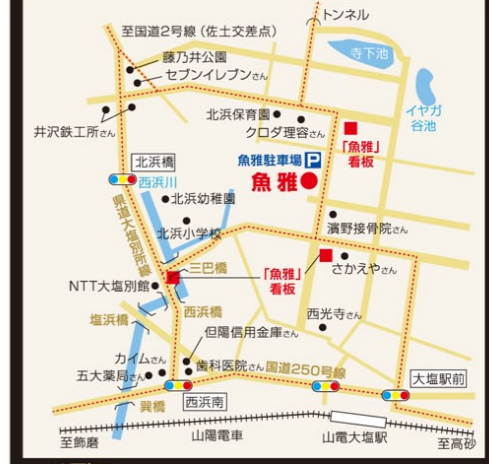 トンネル
至国道2号線（佐土交差点）
藤乃井公園
セブンイレブンさん
寺下池
イヤガ
谷池
井沢鉄工所さん
北浜保育園
クロダ理容さん
「魚雅」
看板
北浜橋
西浜川
魚雅駐車場 P
魚雅
北浜幼稚園
県道大塩別所線
北浜小学校
濱野接骨院さん
三巴橋
「魚雅」
看板
さかえやさん
NTT大塩別館
塩浜橋
西浜橋
西光寺さん
但陽信用金庫さん
カイムさん
歯科医院さん
国道250号線
五大薬局さん
西浜南
大塩駅前
巽橋
至飾磨
山陽電車
山電大塩駅
至高砂